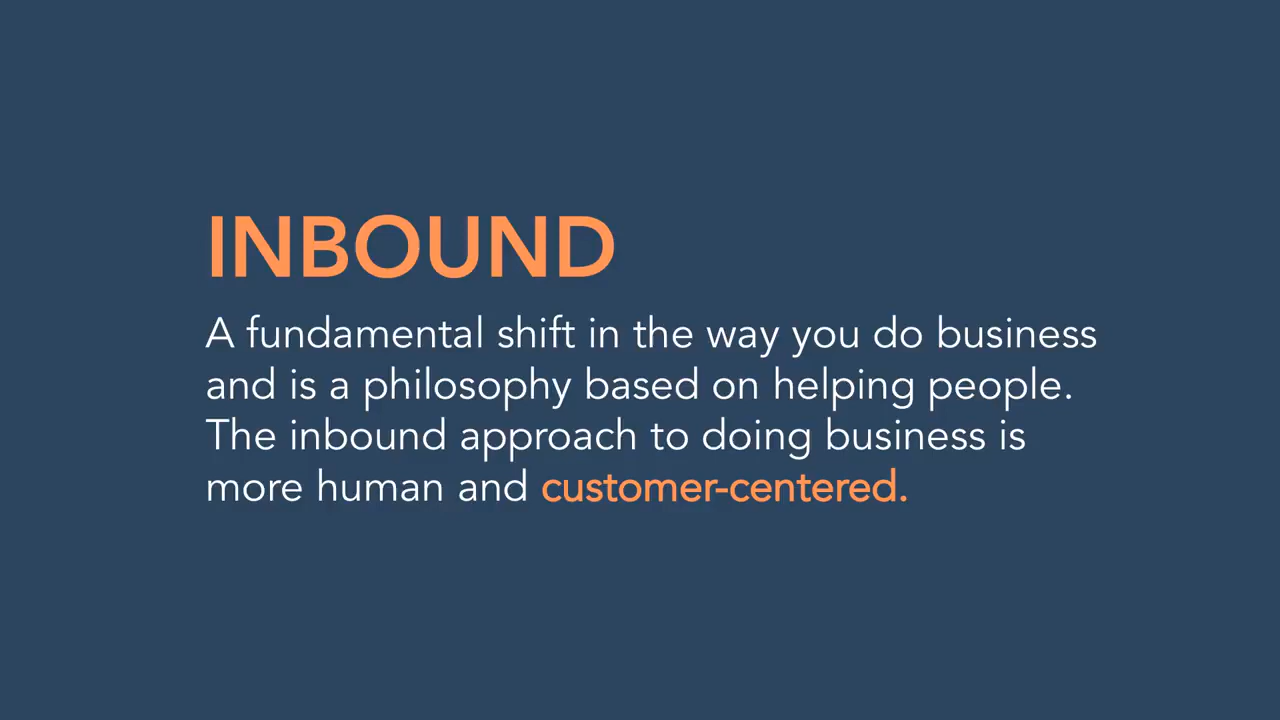 INBOUND
A fundamental shift in the way you do business
and is a philosophy based on helping people.
The inbound approach to doing business is
more human and customer-centered.